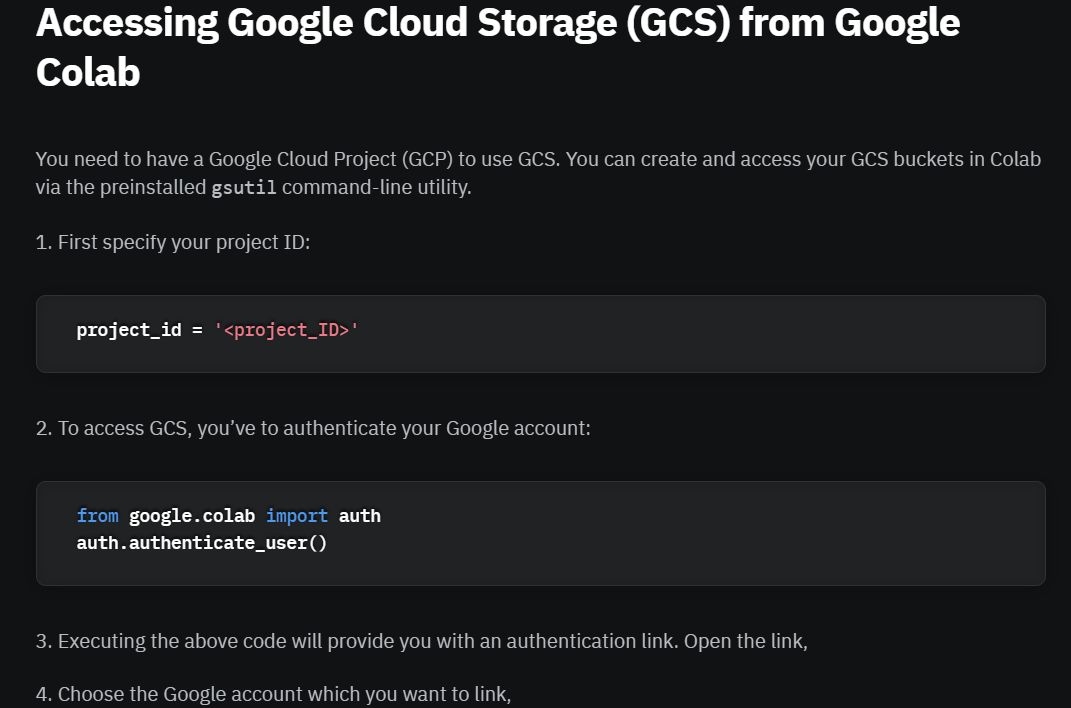 Accessing Google Cloud Storage (GCS) from Google
Colab
You need to have a Google Cloud Project (GCP) to use GCS. You can create and access your GCS buckets in Colab
via the preinstalled gsutil command-line utility.
1. First specify your project ID:
project_id = '<project_ID>'
2. To access GCS, you’ve to authenticate your Google account:
from google.colab import auth
auth.authenticate_user()
3. Executing the above code will provide you with an authentication link. Open the link,
4. Choose the Google account which you want to link,